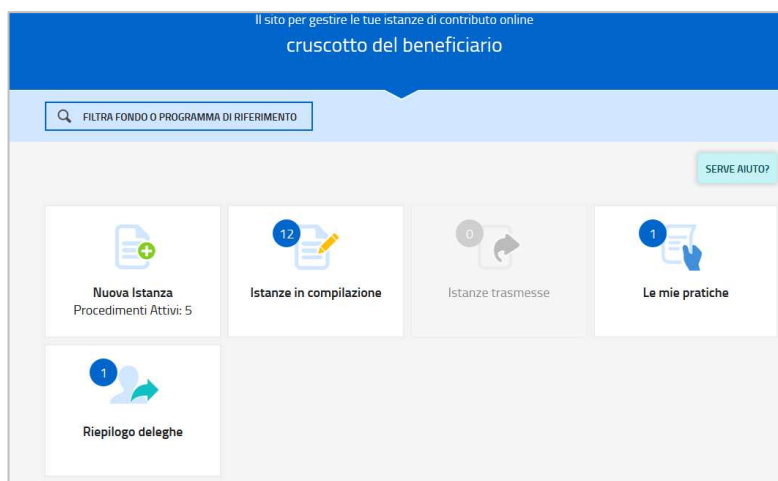 Il sito per gestire le tue istanze di contributo online
cruscotto del beneficiario
FILTRA FONDO O PROGRAMMA DI RIFERIMENTO
SERVE AIUTO?
Nuova Istanza
Procedimenti Attivi: 5
12
Istanze in compilazione
0
Istanze trasmesse
1
Le mie pratiche
1
Riepilogo deleghe